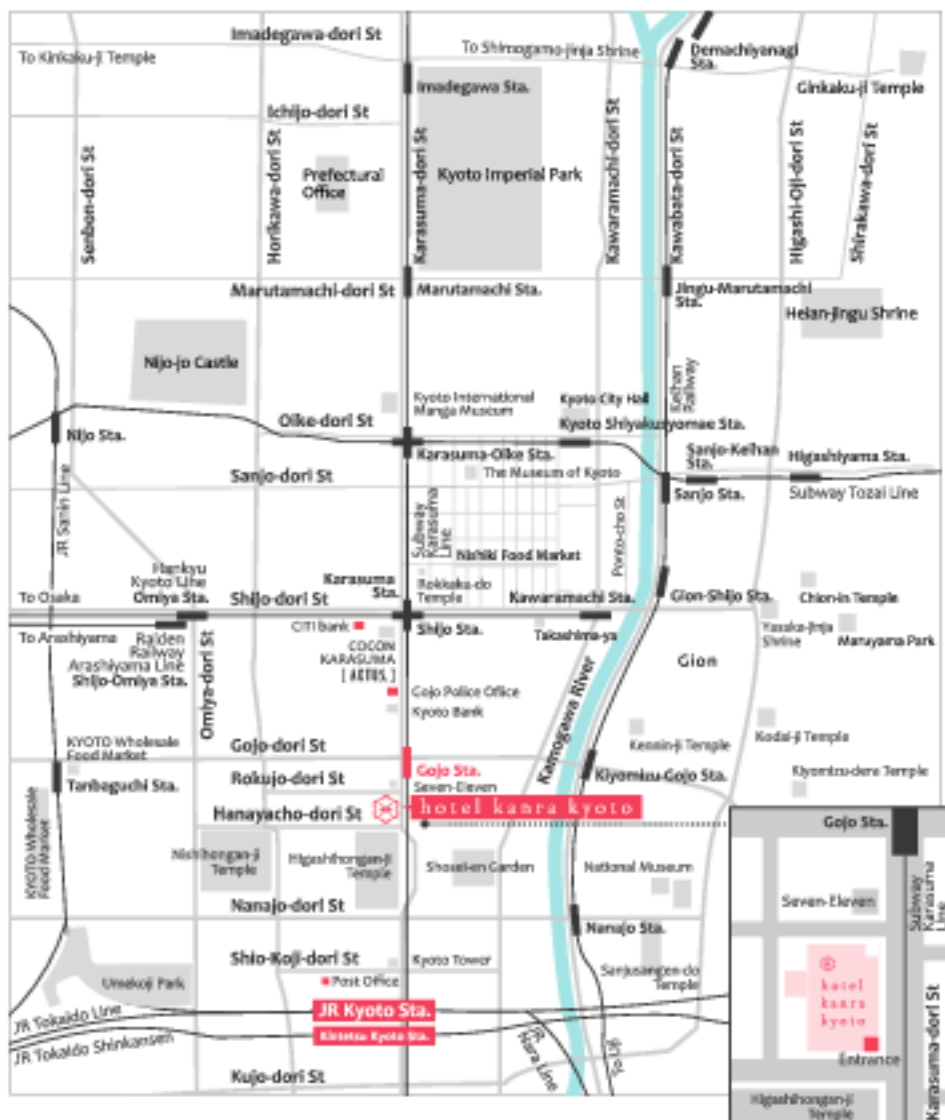 Imadegawa-dori St
To Kinkaku-ji Temple
To Shimogamo-jinja Shrine
Demachiyanagi
Sta.
Imadegawa Sta.
Ginkaku-ji Temple
Ichijo-dori St
Senbon-dori St
Horikawa-dori St
Prefectural
Office
Karasuma-dori St
Kyoto Imperial Park
Kawaramachi-dori St
Kawabata-dori St
Higashi-Oji-dori St
Shirakawa-dori St
Marutamachi-dori St
Marutamachi Sta.
Jingu-Marutamachi
Sta.
Heian-Jingu Shrine
Nijo-jo Castle
Keihan
Railway
Kyoto International
Manga Museum
Kyoto City Hall
Oike-dori St
Kyoto Shiyakusyomae Sta.
Nijo Sta.
Karasuma-Oike Sta.
Sanjo-Keihan
Sta.
Higashiyama Sta.
Sanjo-dori St
The Museum of Kyoto
Sanjo Sta.
Subway Tozai Line
JR Sanin Line
Subway
Karasuma
Line
Ponto-cho St
Nishiki Food Market
Hankyu
Kyoto Line
Omiya Sta.
Karasuma
Sta.
Rokkaku-do
Temple
To Osaka
Shijo-dori St
Kawaramachi Sta.
Gion-Shijo Sta.
Chion-in Temple
To Arashiyama
Raiden
Railway
Arashiyama Line
Shijo-Omiya Sta.
CITI bank
Shijo Sta.
Takashima-ya
Yasaka-jinja
Shrine
Maruyama Park
COCON
KARASUMA
[ ACTUS ]
Gion
Omiya-dori St
Gojo Police Office
Kyoto Bank
Kamogawa River
KYOTO Wholesale
Food Market
Gojo-dori St
Kennin-ji Temple
Kodai-ji Temple
Tanbaguchi Sta.
Rokujo-dori St
Gojo Sta.
Seven-Eleven
Kiyomizu-Gojo Sta.
Kiyomizu-dera Temple
Hanayacho-dori St
hotel kanra kyoto
KYOTO Wholesale
Food Market
Nishihongan-ji
Temple
Higashihongan-ji
Temple
Shosei-en Garden
National Museum
Nanajo-dori St
Nanajo Sta.
Shio-Koji-dori St
Kyoto Tower
Sanjusangen-do
Temple
Umekoji Park
Post Office
JR Tokaido Line
JR Kyoto Sta.
JR Tokaido Shinkansen
Kintetsu Kyoto Sta.
JR
Nara Line
To Uji
Kujo-dori St
Gojo Sta.
Seven-Eleven
Subway
Karasuma
Line
hotel
kanra
kyoto
Entrance
Karasuma-dori St
Higashihongan-ji
Temple